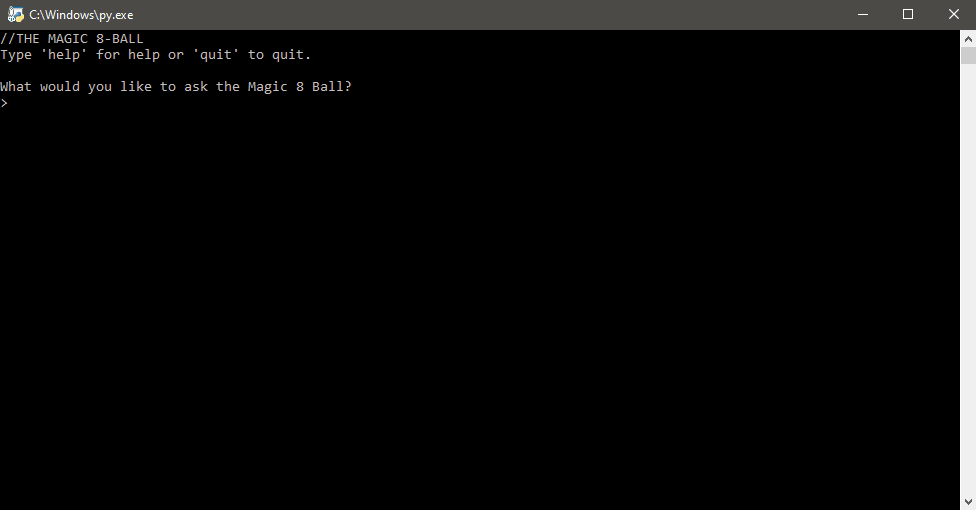 C:\Windows\py.exe
//THE MAGIC 8-BALL
Type 'help' for help or 'quit' to quit.
What would you like to ask the Magic 8 Ball?
>